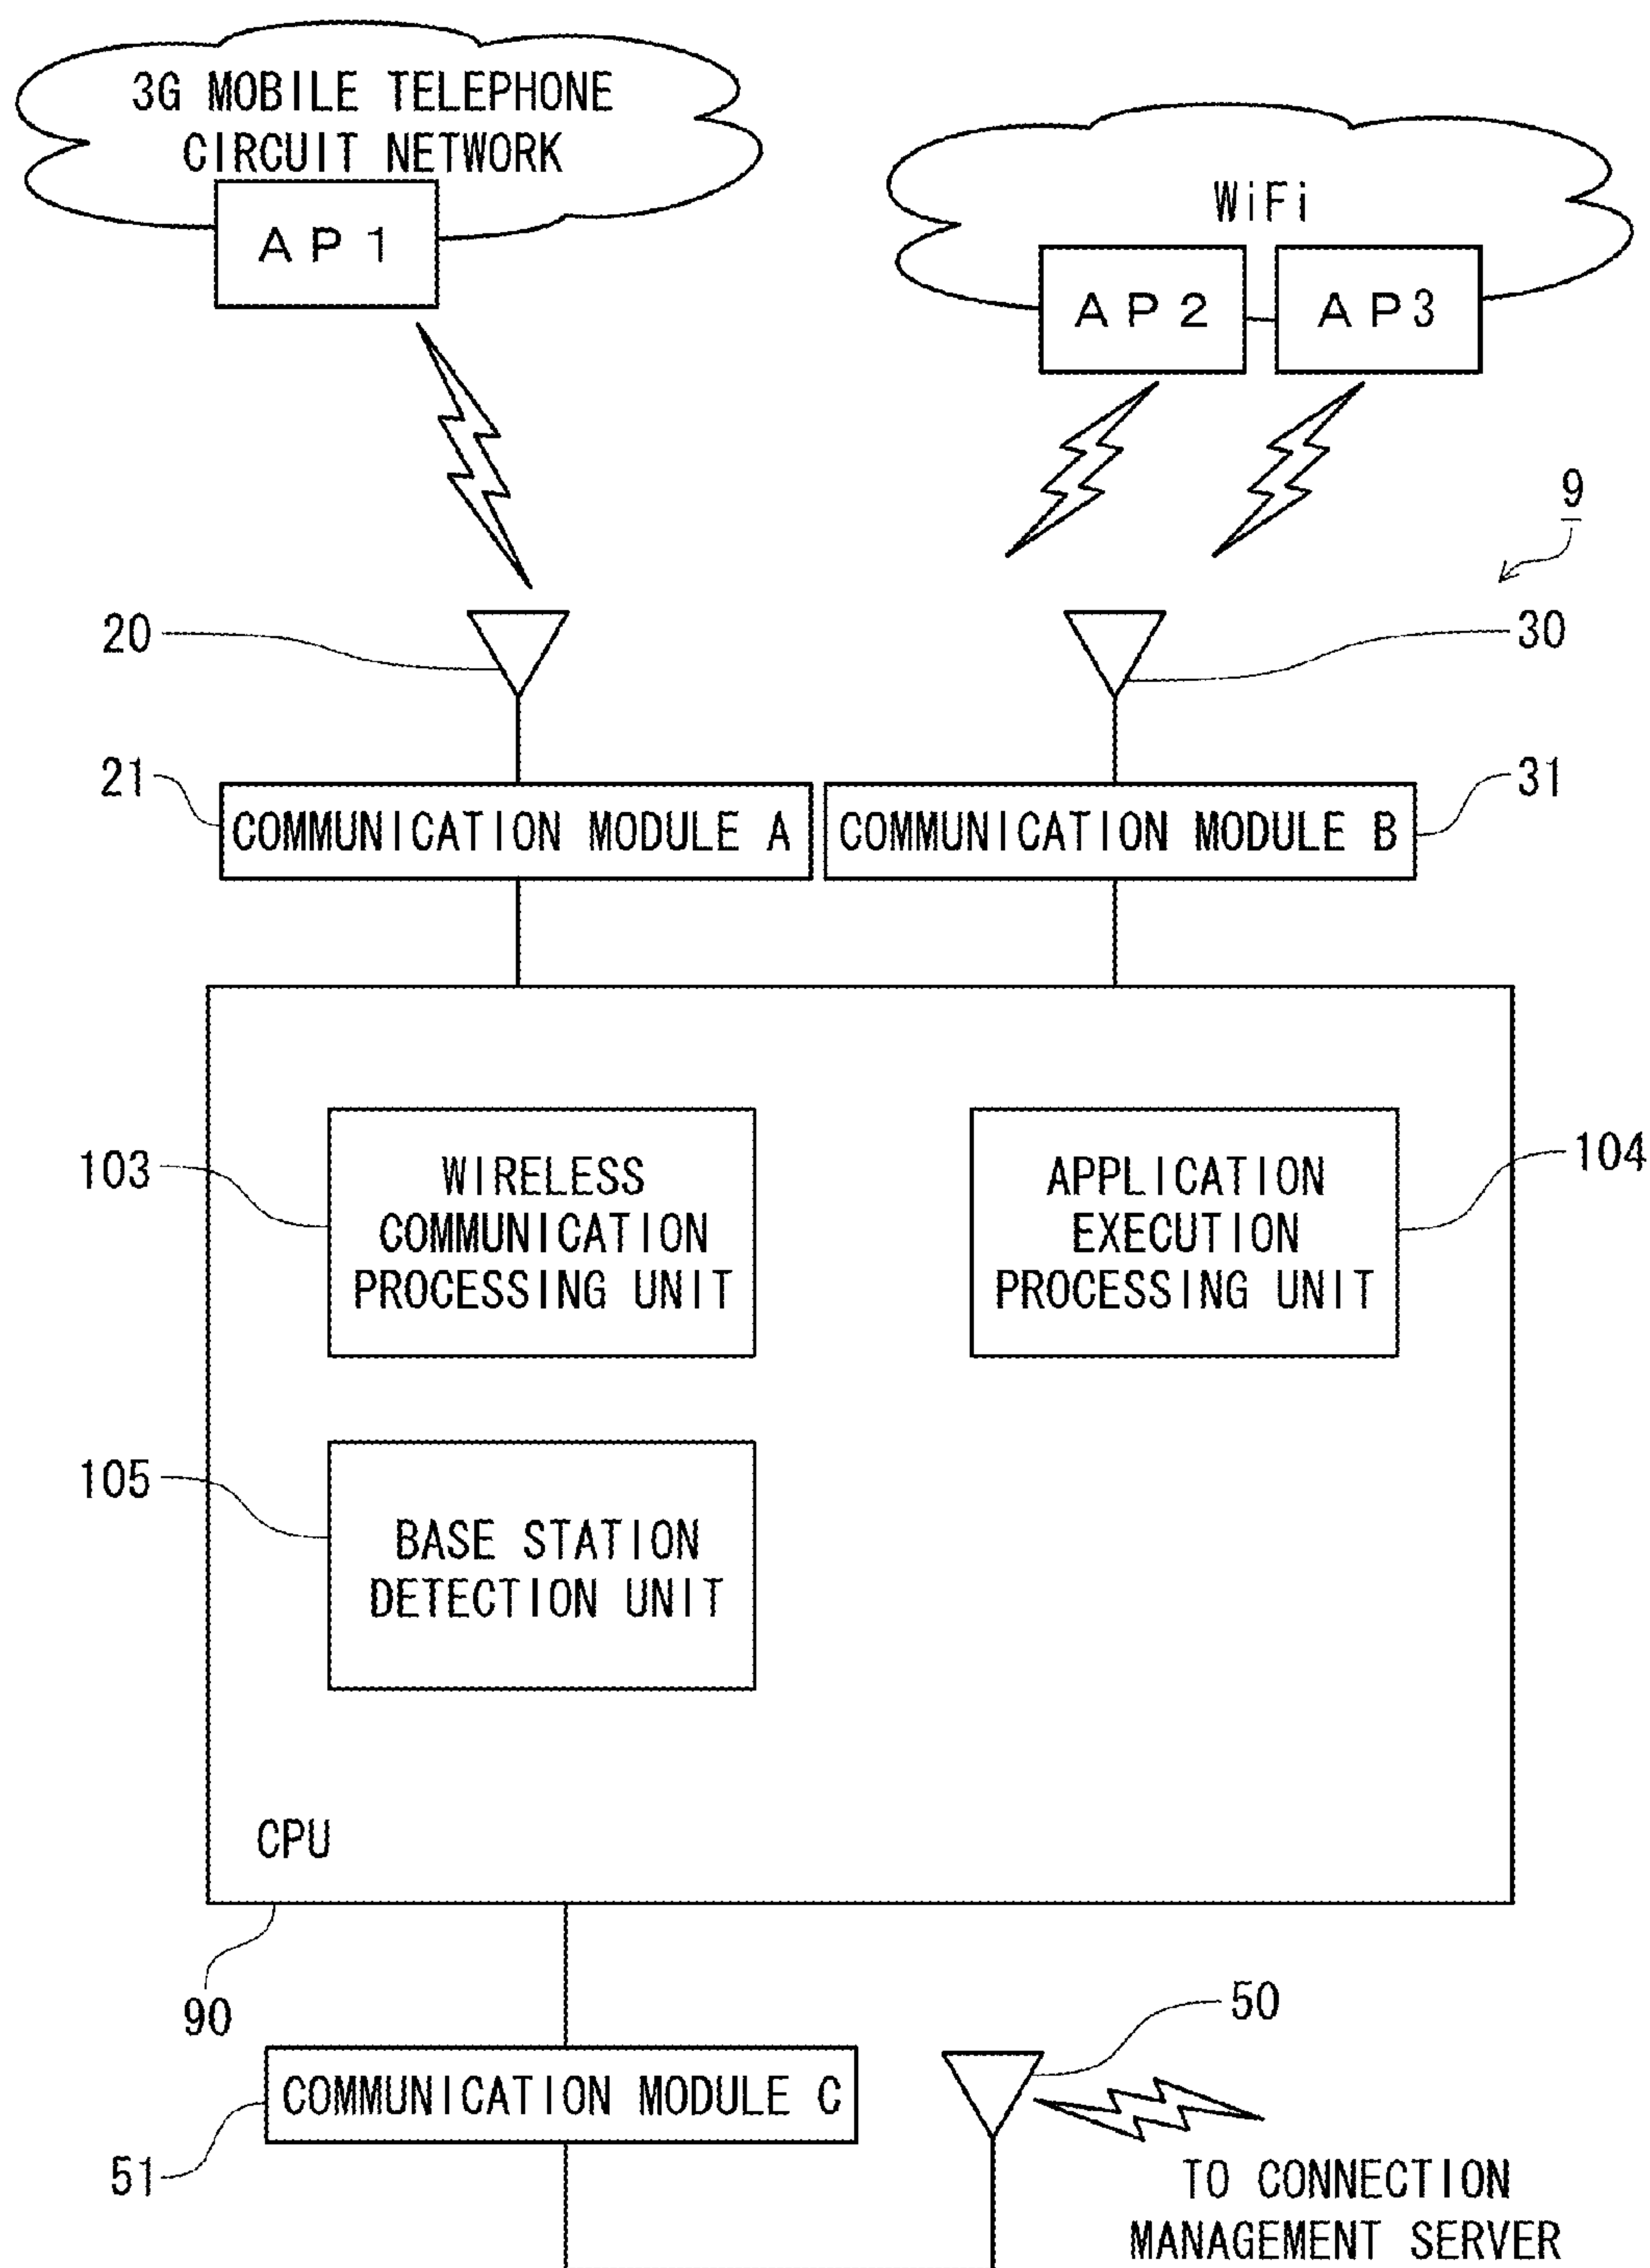 3G MOBILE TELEPHONE
CIRCUIT NETWORK
AP1
WiFi
AP2
AP3
9
20
30
21
COMMUNICATION MODULE A
COMMUNICATION MODULE B
31
103
WIRELESS
COMMUNICATION
PROCESSING UNIT
APPLICATION
EXECUTION
PROCESSING UNIT
104
105
BASE STATION
DETECTION UNIT
CPU
90
50
COMMUNICATION MODULE C
51
TO CONNECTION
MANAGEMENT SERVER